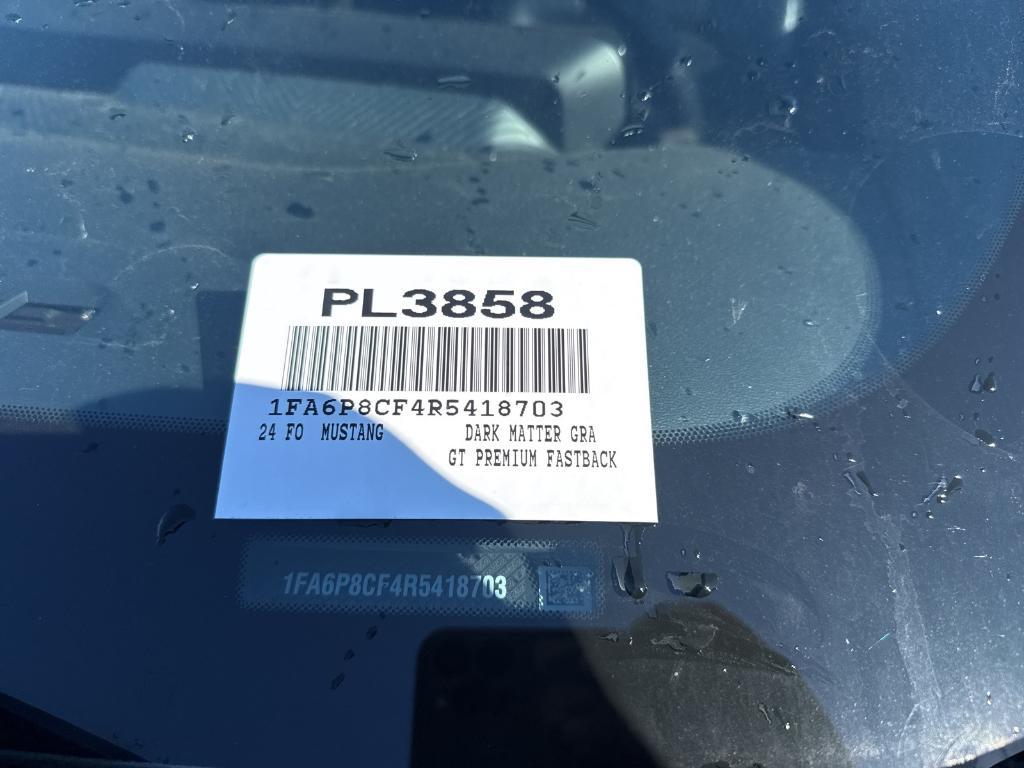 PL3858
1FA6P8CF4R5418703
24 FO MUSTANG DARK MATTER GRA
GT PREMIUM FASTBACK
1FA6P8CF4R5418703